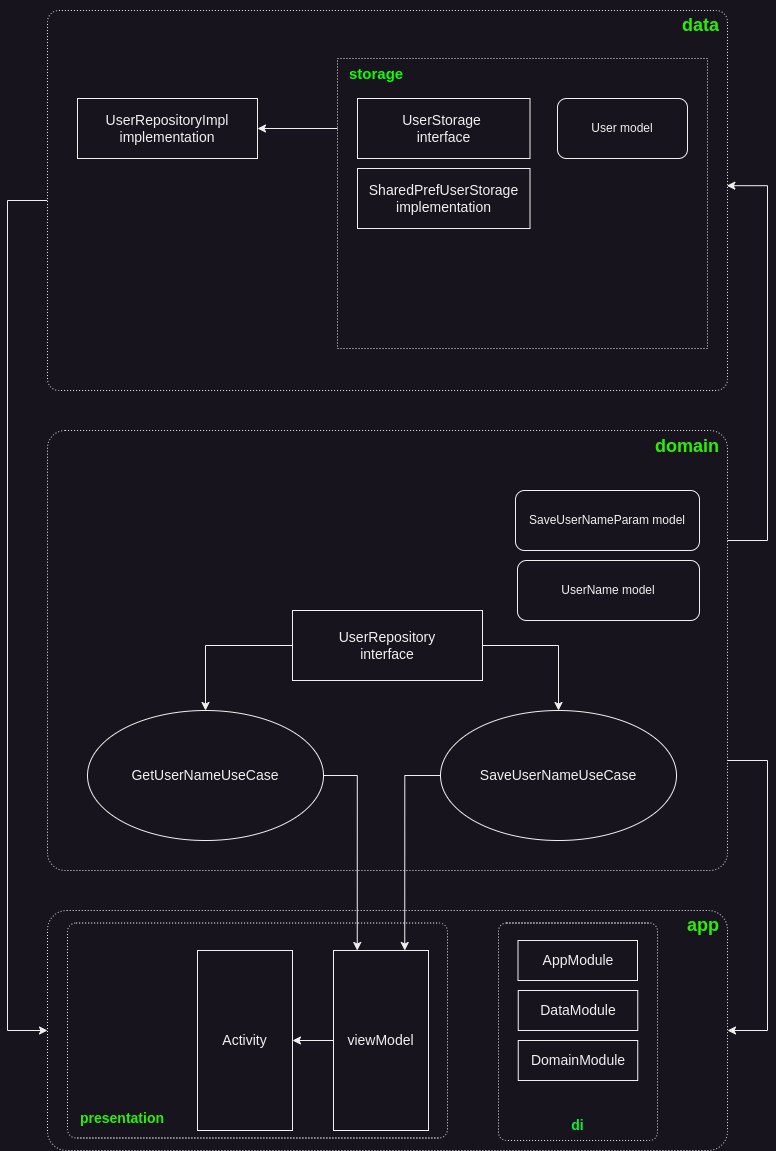 data
storage
UserRepositoryImpl
implementation
UserStorage
interface
User model
SharedPrefUserStorage
implementation
domain
SaveUserNameParam model
UserName model
UserRepository
interface
GetUserNameUseCase
SaveUserNameUseCase
app
Activity
viewModel
presentation
AppModule
DataModule
DomainModule
di